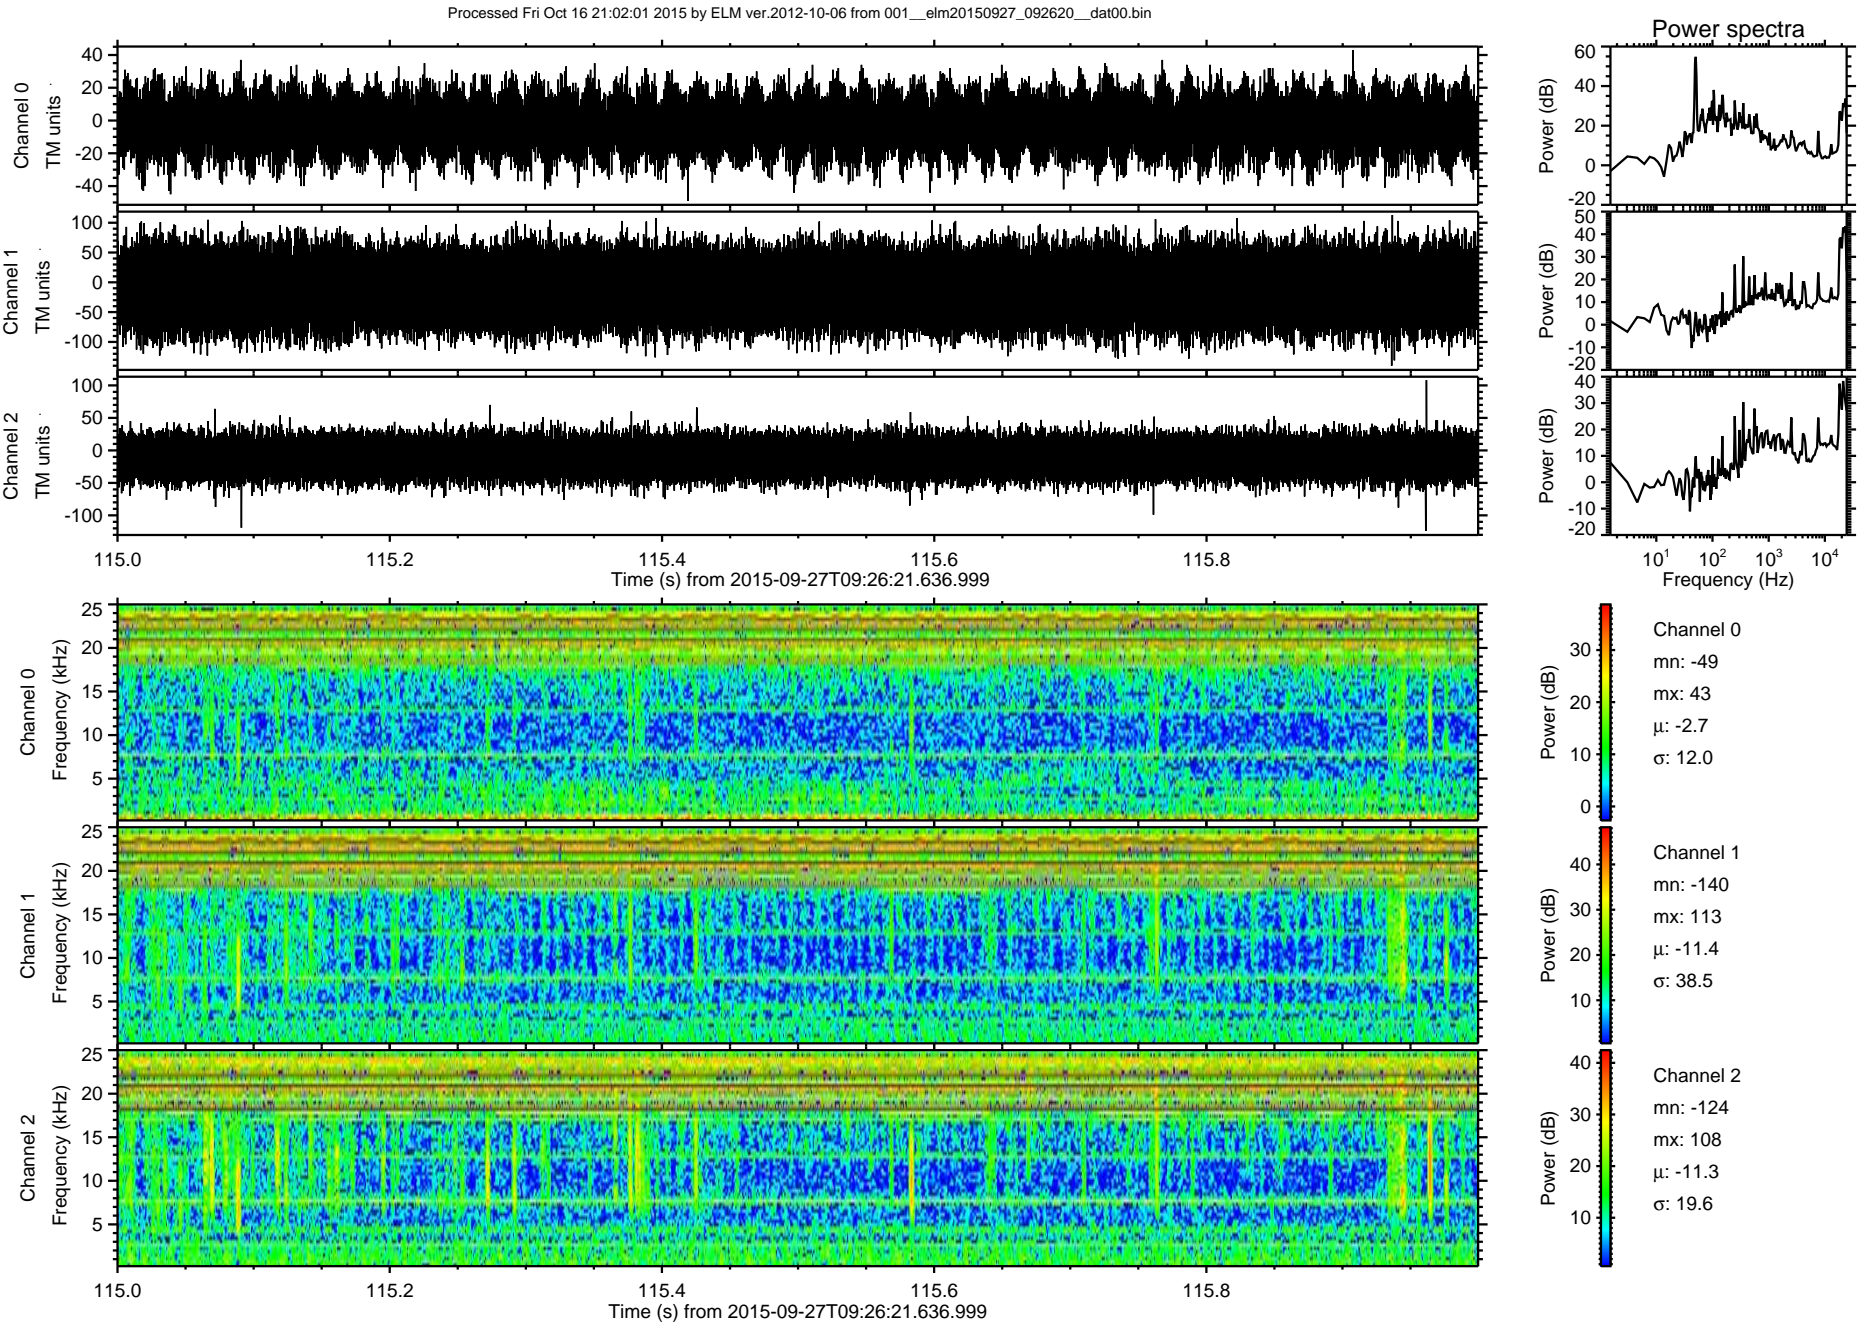 Processed Fri Oct 16 21:02:01 2015 by ELM ver.2012-10-06 from 001__elm20150927_092620__dat00.bin
Power spectra
Channel 0
TM units
40
20
0
-20
-40
Power (dB)
60
40
20
0
-20
Channel 1
TM units
100
50
0
-50
-100
Power (dB)
50
40
30
20
10
0
-10
-20
Channel 2
TM units
100
50
0
-50
-100
Power (dB)
40
30
20
10
0
-10
-20
115.0 115.2 115.4 115.6 115.8
Time (s) from 2015-09-27T09:26:21.636.999
10^1 10^2 10^3 10^4
Frequency (Hz)
Channel 0
Frequency (kHz)
25
20
15
10
5
Power (dB)
30
20
10
0
Channel 0
mn: -49
mx: 43
μ: -2.7
σ: 12.0
Channel 1
Frequency (kHz)
25
20
15
10
5
Power (dB)
40
30
20
10
Channel 1
mn: -140
mx: 113
μ: -11.4
σ: 38.5
Channel 2
Frequency (kHz)
25
20
15
10
5
Power (dB)
40
30
20
10
Channel 2
mn: -124
mx: 108
μ: -11.3
σ: 19.6
115.0 115.2 115.4 115.6 115.8
Time (s) from 2015-09-27T09:26:21.636.999